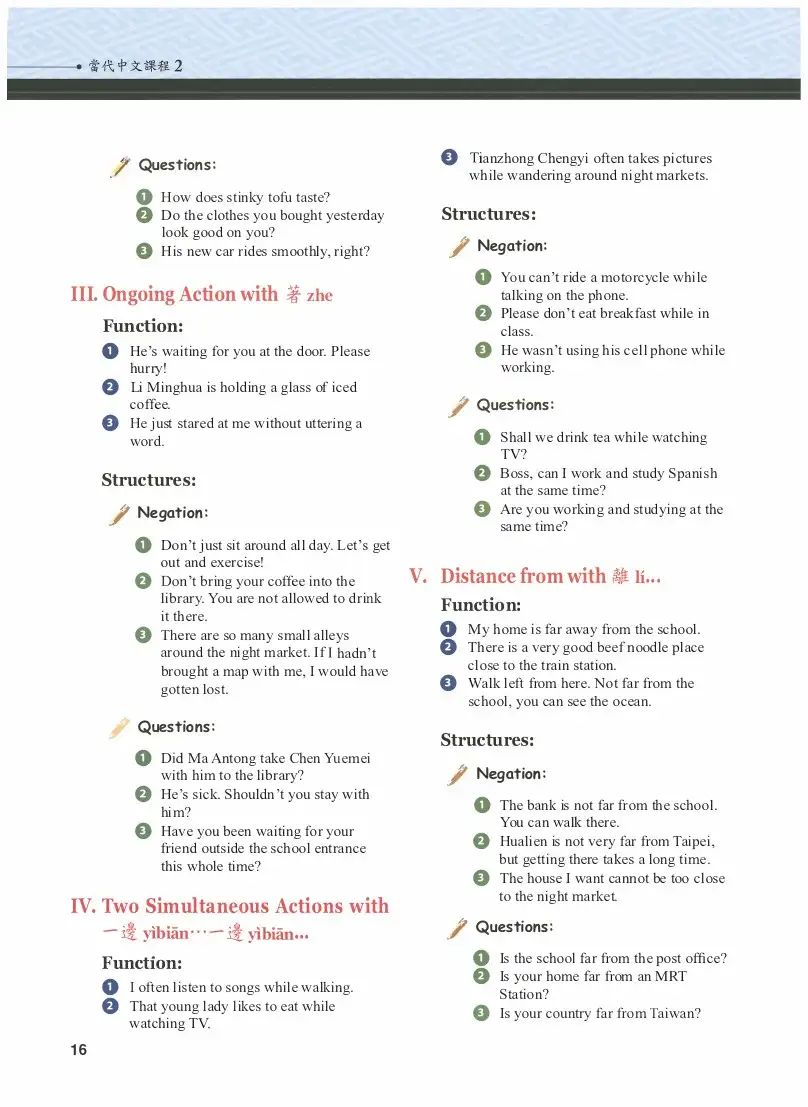 當代中文課程 2
Questions:
1 How does stinky tofu taste?
2 Do the clothes you bought yesterday
look good on you?
3 His new car rides smoothly, right?
III. Ongoing Action with 著 zhe
Function:
1 He's waiting for you at the door. Please
hurry!
2 Li Minghua is holding a glass of iced
coffee.
3 He just stared at me without uttering a
word.
Structures:
Negation:
1 Don't just sit around all day. Let's get
out and exercise!
2 Don't bring your coffee into the
library. You are not allowed to drink
it there.
3 There are so many small alleys
around the night market. If I hadn't
brought a map with me, I would have
gotten lost.
Questions:
1 Did Ma Antong take Chen Yuemei
with him to the library?
2 He's sick. Shouldn't you stay with
him?
3 Have you been waiting for your
friend outside the school entrance
this whole time?
IV. Two Simultaneous Actions with
一邊 yìbiān…一邊 yìbiān...
Function:
1 I often listen to songs while walking.
2 That young lady likes to eat while
watching TV.
3 Tianzhong Chengyi often takes pictures
while wandering around night markets.
Structures:
Negation:
1 You can't ride a motorcycle while
talking on the phone.
2 Please don't eat breakfast while in
class.
3 He wasn't using his cell phone while
working.
Questions:
1 Shall we drink tea while watching
TV?
2 Boss, can I work and study Spanish
at the same time?
3 Are you working and studying at the
same time?
V. Distance from with 離 lí...
Function:
1 My home is far away from the school.
2 There is a very good beef noodle place
close to the train station.
3 Walk left from here. Not far from the
school, you can see the ocean.
Structures:
Negation:
1 The bank is not far from the school.
You can walk there.
2 Hualien is not very far from Taipei,
but getting there takes a long time.
3 The house I want cannot be too close
to the night market.
Questions:
1 Is the school far from the post office?
2 Is your home far from an MRT
Station?
3 Is your country far from Taiwan?
16